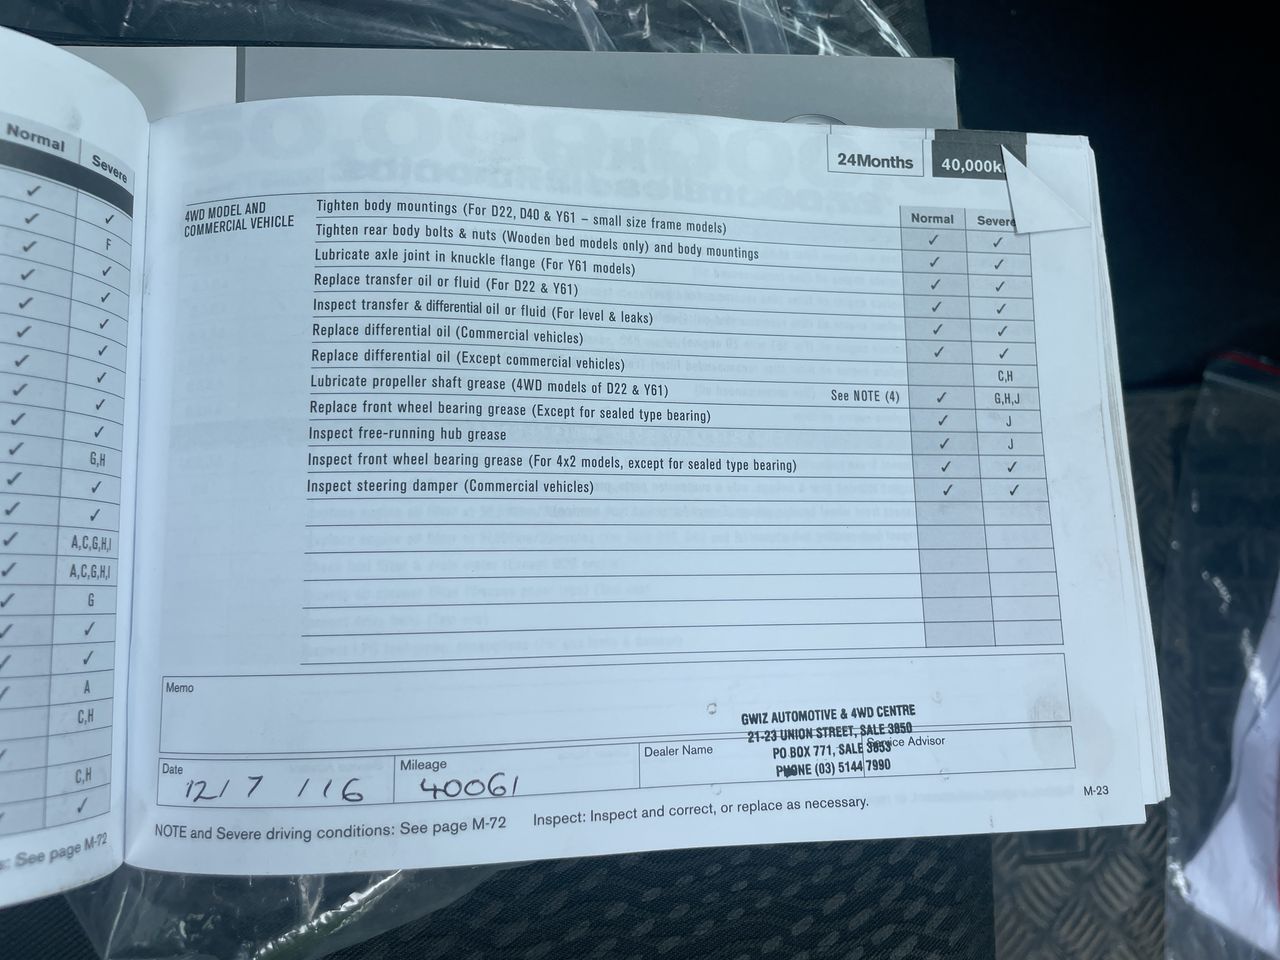 Normal Severe
✓ ✓
✓ F
✓ ✓
✓ ✓
✓ ✓
✓ ✓
✓ ✓
✓ ✓
✓ ✓
✓ G,H
✓ ✓
✓ ✓
✓ A,C,G,H,I
✓ A,C,G,H,I
✓ G
✓ ✓
✓ ✓
✓ A
C,H
✓
C,H
✓ ✓
See page M-72
24Months 40,000k
4WD MODEL AND
COMMERCIAL VEHICLE
Normal Severe
Tighten body mountings (For D22, D40 & Y61 – small size frame models) ✓ ✓
Tighten rear body bolts & nuts (Wooden bed models only) and body mountings ✓ ✓
Lubricate axle joint in knuckle flange (For Y61 models) ✓ ✓
Replace transfer oil or fluid (For D22 & Y61) ✓ ✓
Inspect transfer & differential oil or fluid (For level & leaks) ✓ ✓
Replace differential oil (Commercial vehicles) ✓ ✓
Replace differential oil (Except commercial vehicles) C,H
Lubricate propeller shaft grease (4WD models of D22 & Y61) See NOTE (4) ✓ G,H,J
Replace front wheel bearing grease (Except for sealed type bearing) ✓ J
Inspect free-running hub grease ✓ J
Inspect front wheel bearing grease (For 4x2 models, except for sealed type bearing) ✓ ✓
Inspect steering damper (Commercial vehicles) ✓ ✓
Memo
GWIZ AUTOMOTIVE & 4WD CENTRE
21-23 UNION STREET, SALE 3850
PO BOX 771, SALE 3853
PHONE (03) 5144 7990
Date 12/7/16
Mileage 40061
Dealer Name
Service Advisor
NOTE and Severe driving conditions: See page M-72 Inspect: Inspect and correct, or replace as necessary.
M-23